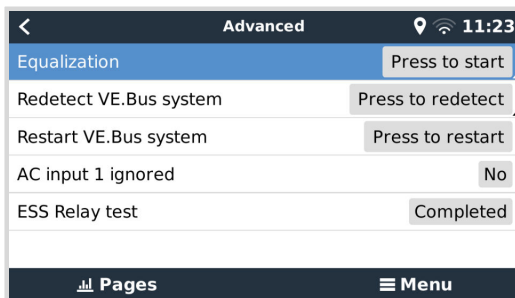 Advanced 11:23
Equalization Press to start
Redetect VE.Bus system Press to redetect
Restart VE.Bus system Press to restart
AC input 1 ignored No
ESS Relay test Completed
Pages Menu